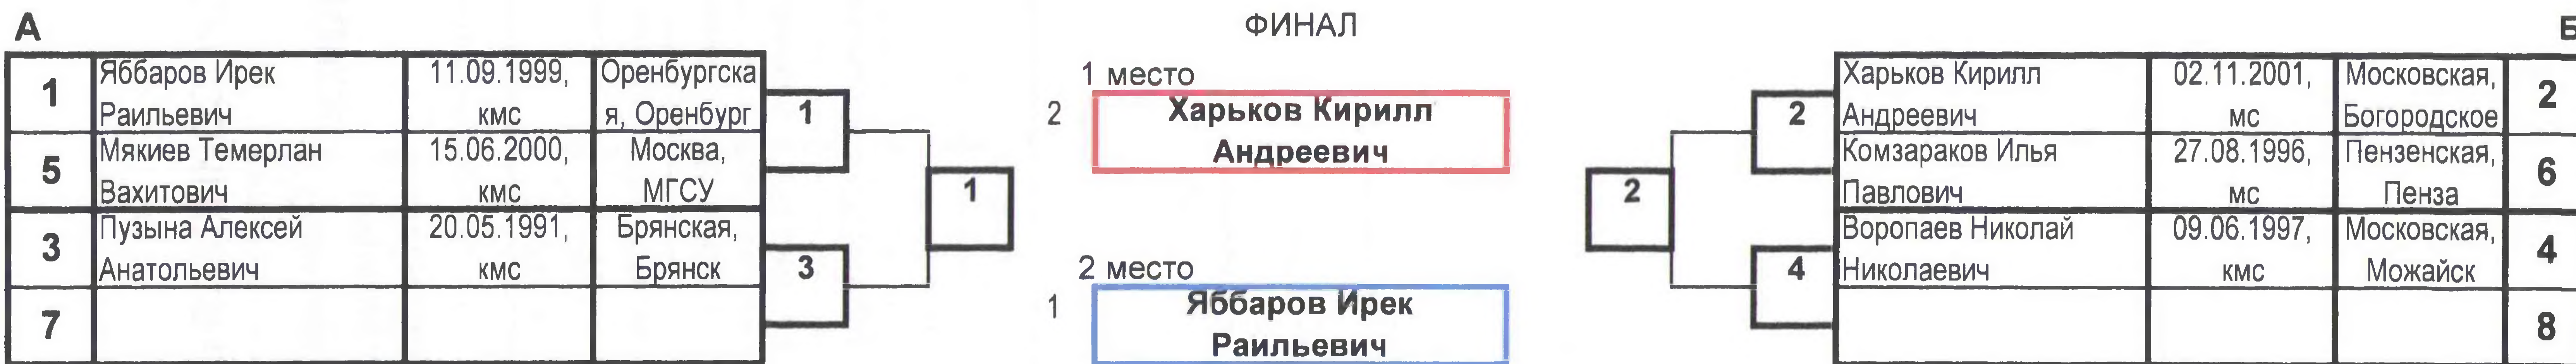 ФИНАЛ
А
Б
1
Яббаров Ирек
Раильевич
11.09.1999,
кмс
Оренбургска
я, Оренбург
5
Мякиев Темерлан
Вахитович
15.06.2000,
кмс
Москва,
МГСУ
3
Пузына Алексей
Анатольевич
20.05.1991,
кмс
Брянская,
Брянск
7
1
3
1
1 место
2
Харьков Кирилл
Андреевич
2 место
1
Яббаров Ирек
Раильевич
2
2
4
Харьков Кирилл
Андреевич
02.11.2001,
мс
Московская,
Богородское
2
Комзараков Илья
Павлович
27.08.1996,
мс
Пензенская,
Пенза
6
Воропаев Николай
Николаевич
09.06.1997,
кмс
Московская,
Можайск
4
8